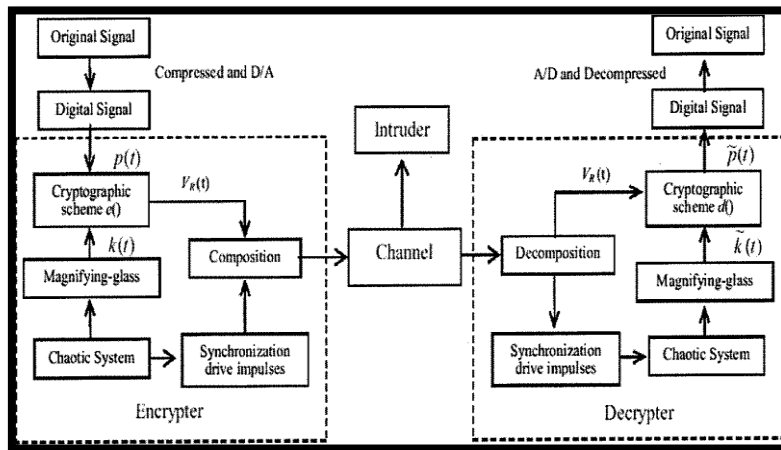 Original Signal
Compressed and D/A
Digital Signal
p(t)
Cryptographic
scheme e()
V_R(t)
k(t)
Magnifying-glass
Composition
Chaotic System
Synchronization
drive impulses
Encrypter
Intruder
Channel
Original Signal
A/D and Decompressed
Digital Signal
p̃(t)
V_R(t)
Cryptographic
scheme d()
k̃(t)
Decomposition
Magnifying-glass
Synchronization
drive impulses
Chaotic System
Decrypter